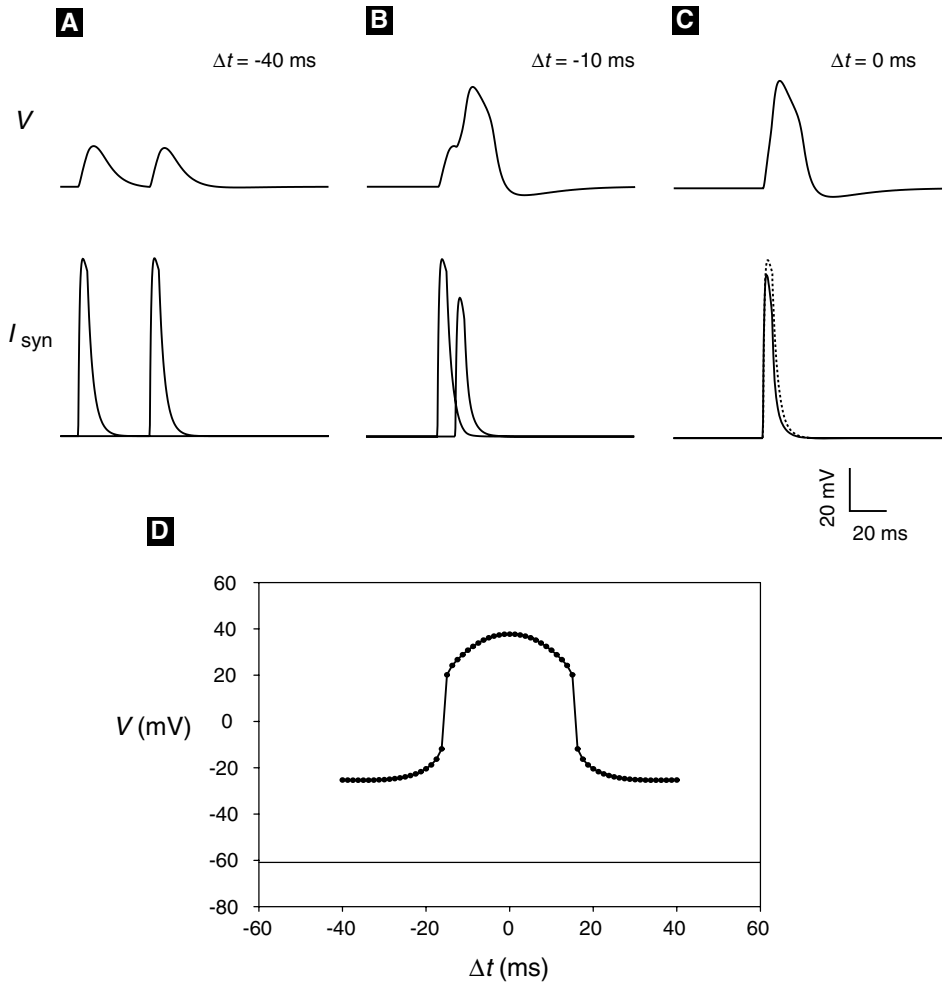 A
B
C
Δt = -40 ms
Δt = -10 ms
Δt = 0 ms
V
I syn
20 mV
20 ms
D
60
40
20
0
-20
-40
-60
-80
V (mV)
-60
-40
-20
0
20
40
60
Δt (ms)